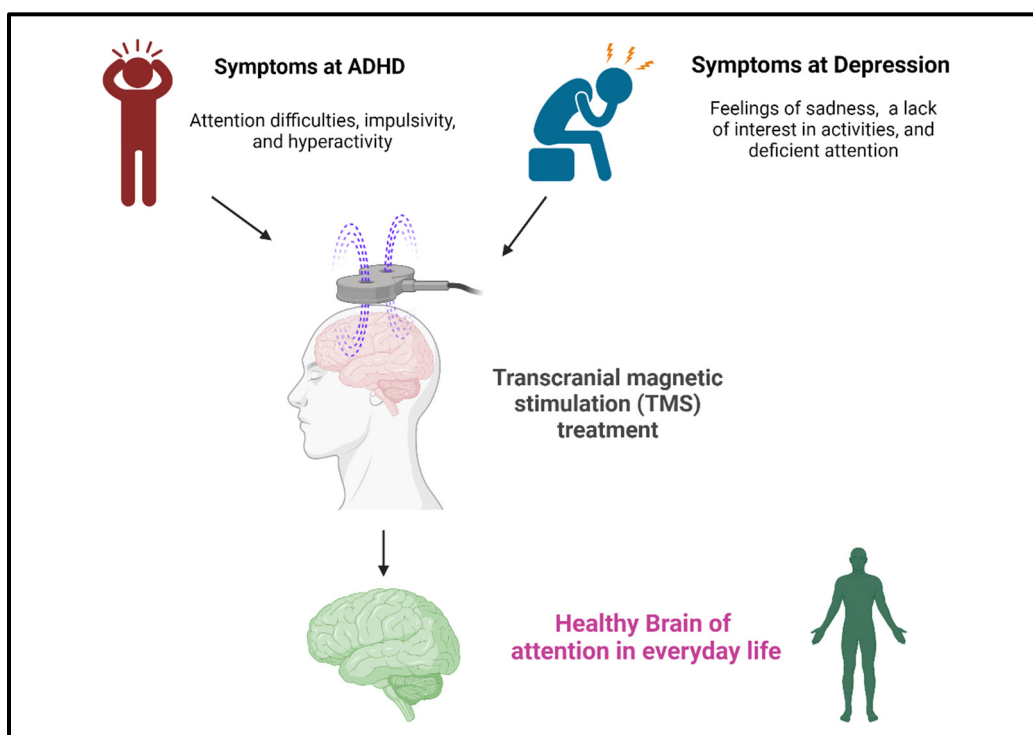 Symptoms at ADHD
Attention difficulties, impulsivity,
and hyperactivity
Symptoms at Depression
Feelings of sadness, a lack
of interest in activities, and
deficient attention
Transcranial magnetic
stimulation (TMS)
treatment
Healthy Brain of
attention in everyday life